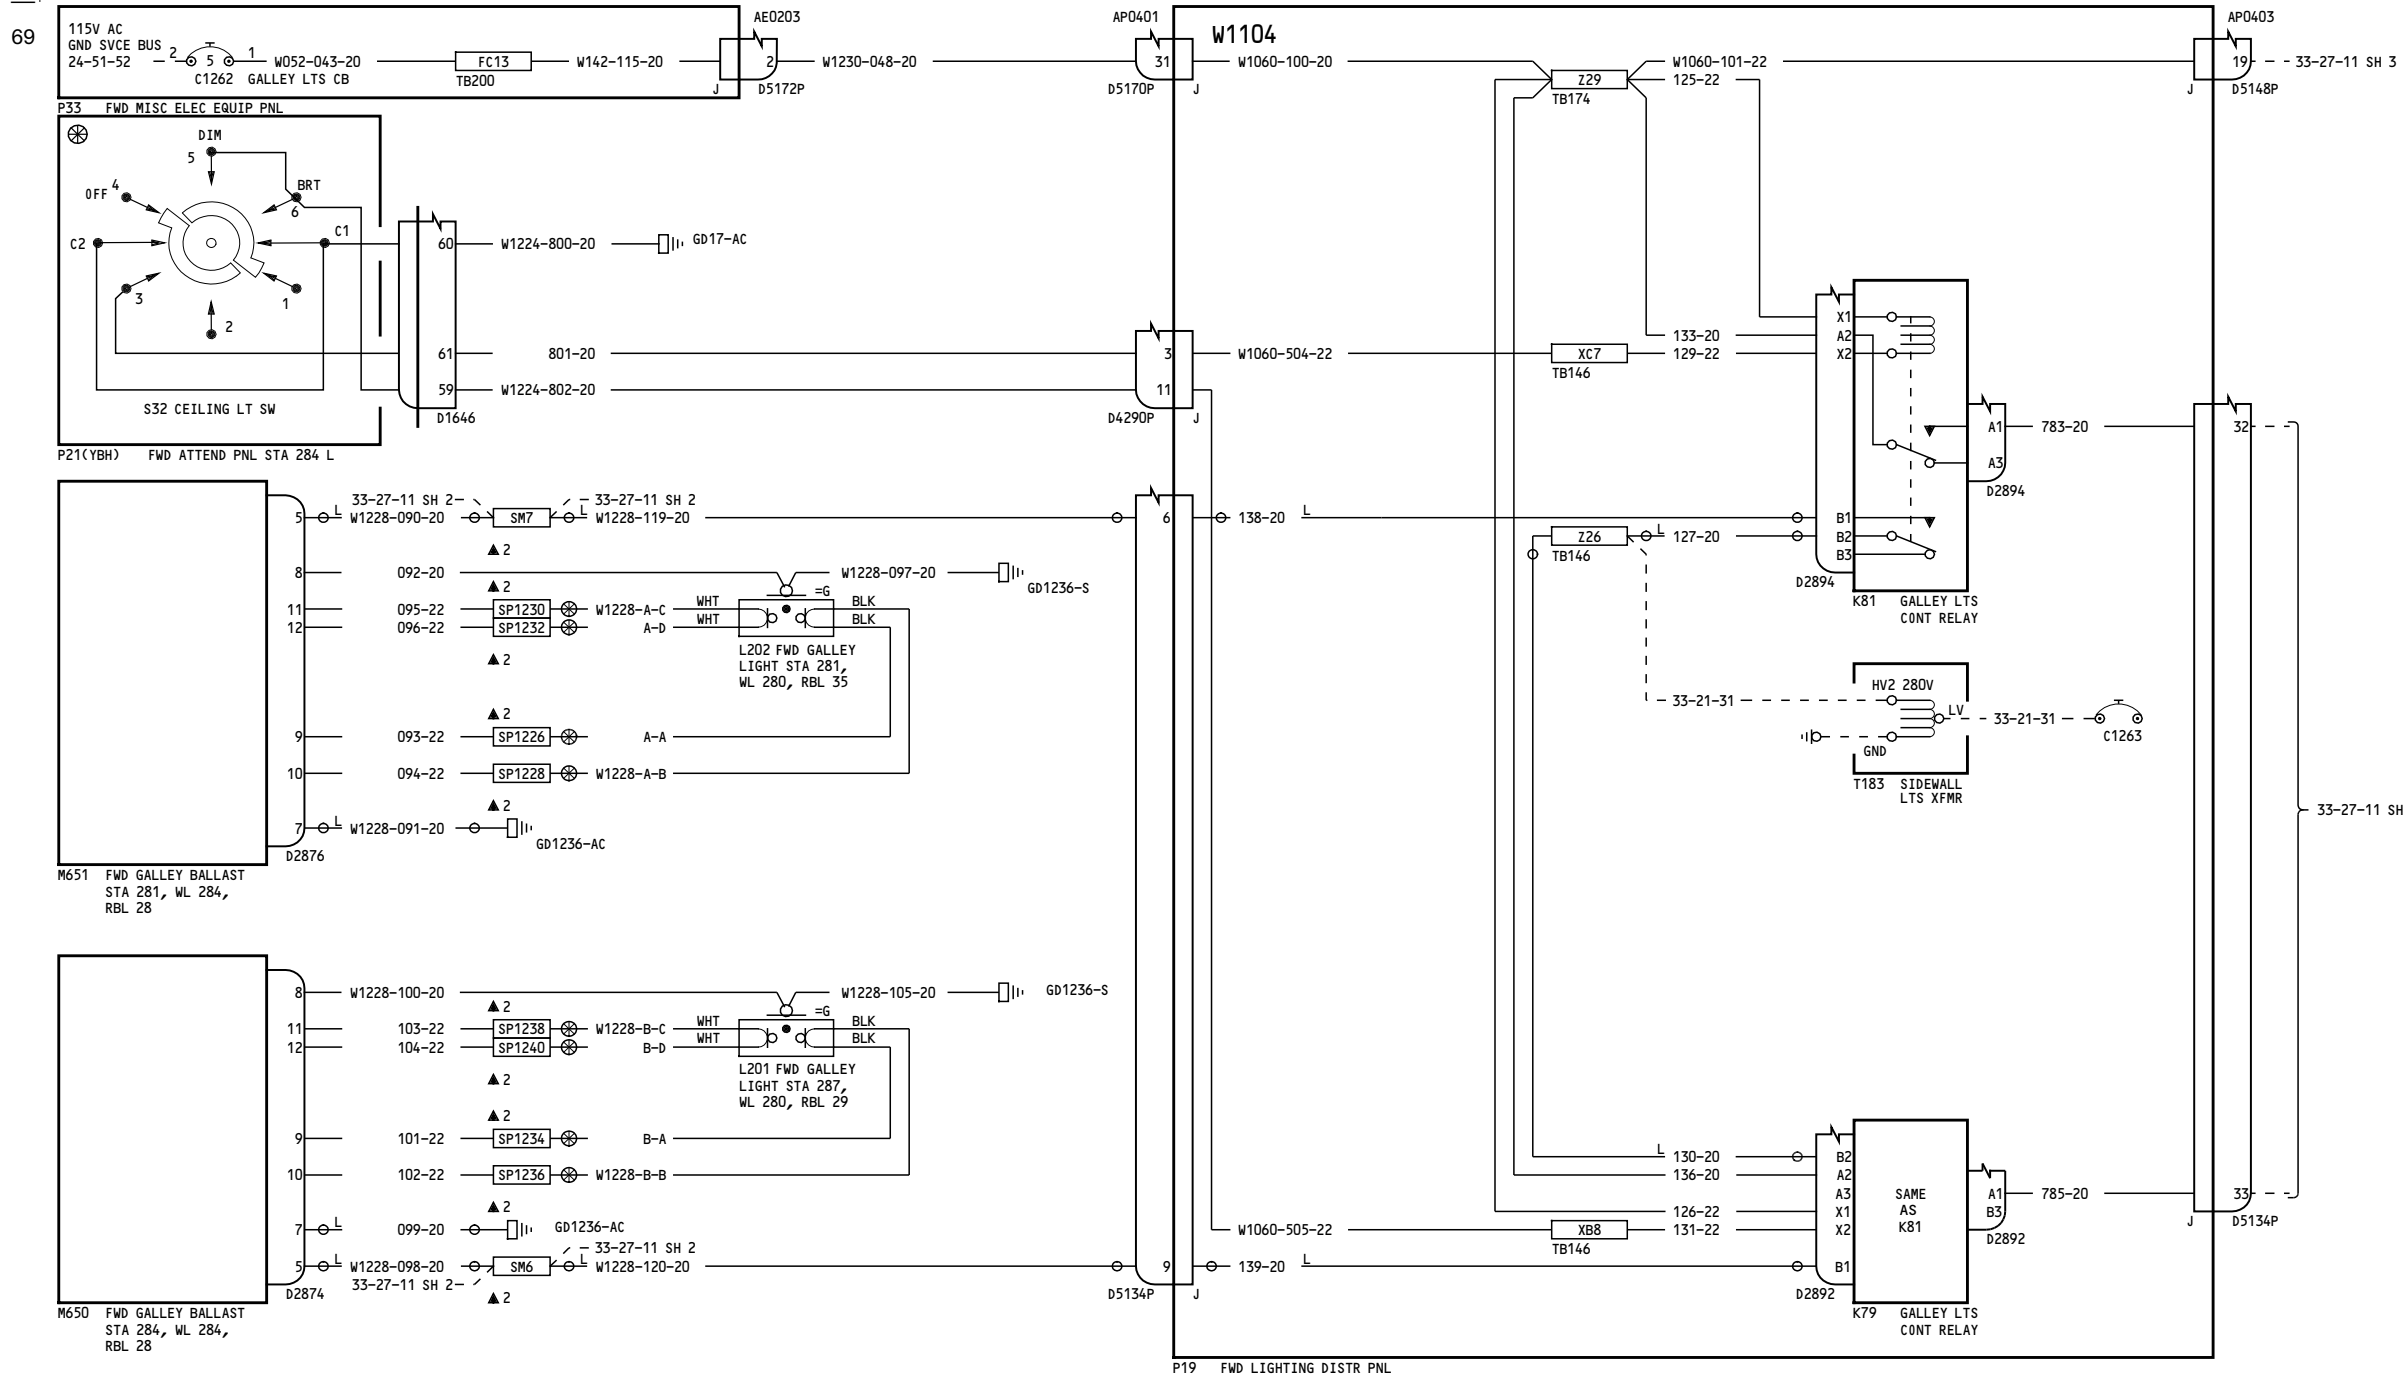 69
115V AC
GND SVCE BUS
24-51-52
2
5
1
C1262 GALLEY LTS CB
W052-043-20
FC13
TB200
W142-115-20
AE0203
2
J
D5172P
W1230-048-20
AP0401
31
D5170P
J
W1104
W1060-100-20
Z29
TB174
W1060-101-22
125-22
AP0403
19
33-27-11 SH 3
J
D5148P
P33 FWD MISC ELEC EQUIP PNL
DIM
5
OFF
4
BRT
6
C2
C1
3
1
2
S32 CEILING LT SW
P21(YBH) FWD ATTEND PNL STA 284 L
60
W1224-800-20
GD17-AC
61
801-20
59
W1224-802-20
D1646
3
11
D4290P
J
W1060-504-22
XC7
TB146
133-20
129-22
X1
A2
X2
A1
A3
D2894
783-20
32
B1
B2
B3
D2894
K81 GALLEY LTS
CONT RELAY
5
L
33-27-11 SH 2
W1228-090-20
SM7
33-27-11 SH 2
L
W1228-119-20
2
6
138-20
L
Z26
TB146
L
127-20
8
092-20
W1228-097-20
GD1236-S
2
=G
11
095-22
SP1230
W1228-A-C
WHT
BLK
12
096-22
SP1232
A-D
WHT
BLK
L202 FWD GALLEY
LIGHT STA 281,
WL 280, RBL 35
2
2
9
093-22
SP1226
A-A
10
094-22
SP1228
W1228-A-B
2
7
L
W1228-091-20
GD1236-AC
D2876
M651 FWD GALLEY BALLAST
STA 281, WL 284,
RBL 28
33-21-31
HV2 280V
LV
33-21-31
C1263
GND
T183 SIDEWALL
LTS XFMR
33-27-11 SH
8
W1228-100-20
W1228-105-20
GD1236-S
2
=G
11
103-22
SP1238
W1228-B-C
WHT
BLK
12
104-22
SP1240
B-D
WHT
BLK
L201 FWD GALLEY
LIGHT STA 287,
WL 280, RBL 29
2
2
9
101-22
SP1234
B-A
10
102-22
SP1236
W1228-B-B
2
7
L
099-20
GD1236-AC
5
L
W1228-098-20
33-27-11 SH 2
SM6
33-27-11 SH 2
L
W1228-120-20
2
D2874
M650 FWD GALLEY BALLAST
STA 284, WL 284,
RBL 28
9
D5134P
J
W1060-505-22
XB8
TB146
139-20
L
L
130-20
136-20
126-22
131-22
B2
A2
A3
X1
X2
B1
D2892
SAME
AS
K81
K79 GALLEY LTS
CONT RELAY
A1
B3
D2892
785-20
33
J
D5134P
P19 FWD LIGHTING DISTR PNL